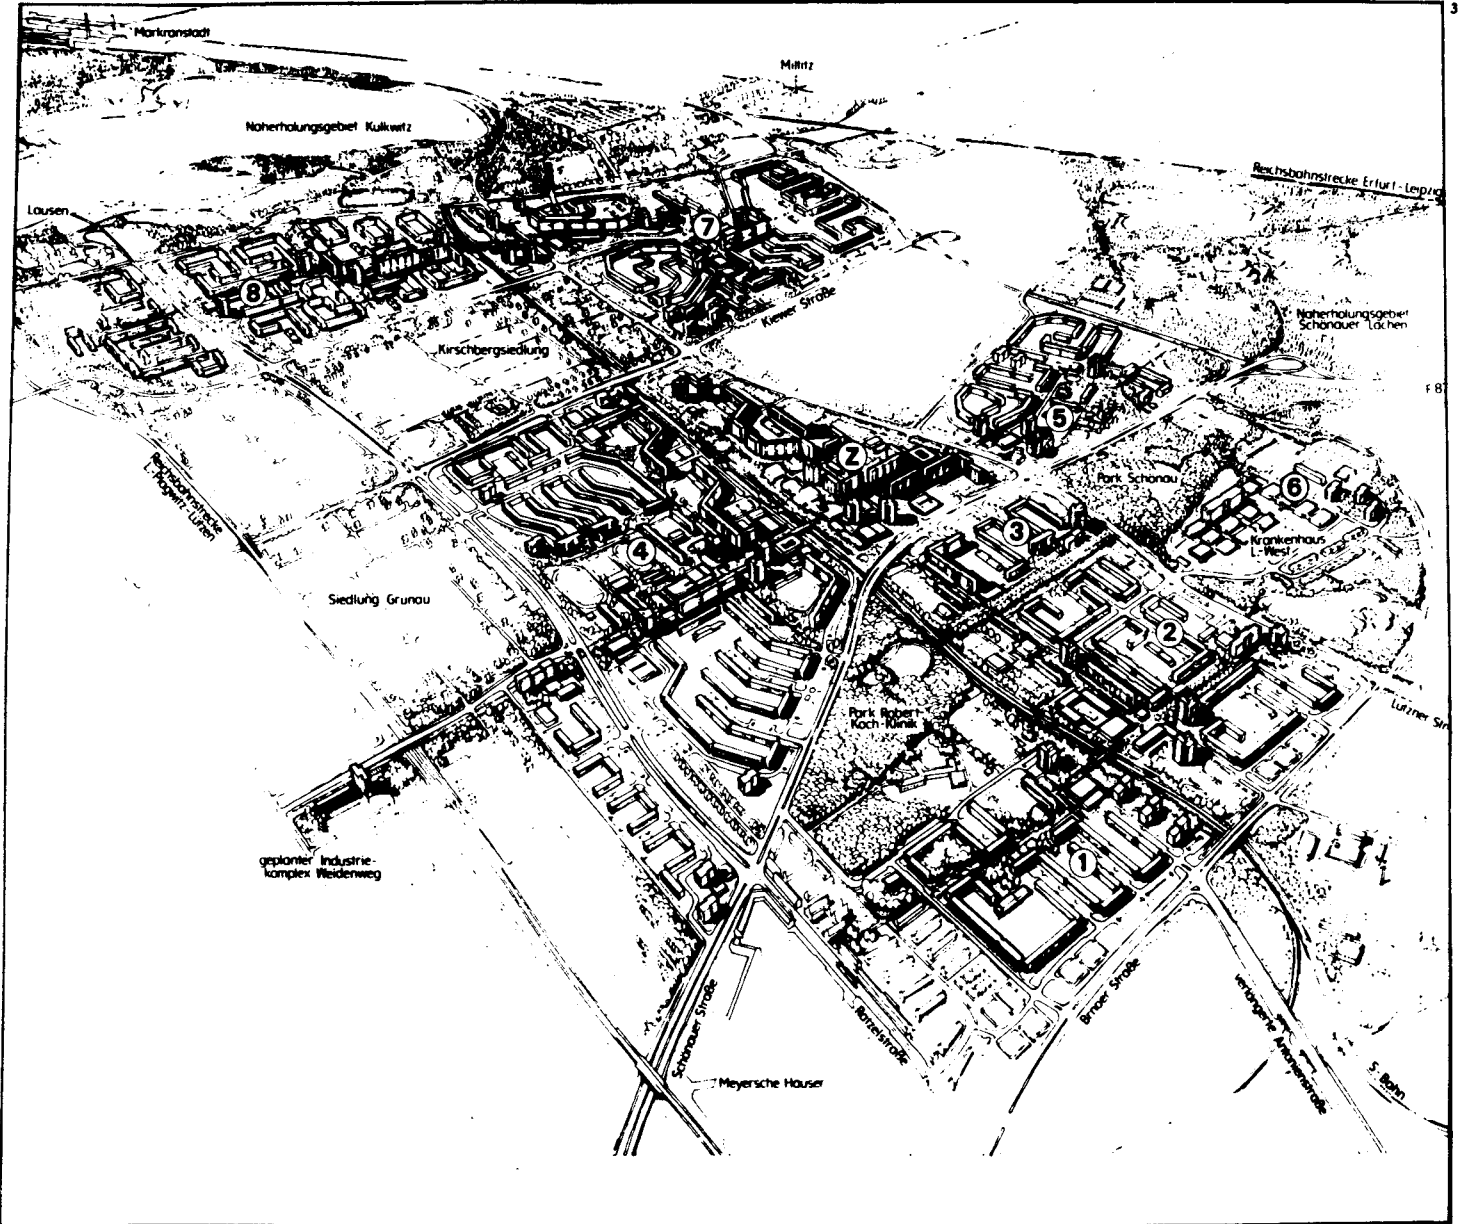 3
Markranstadt
Miltitz
Naherholungsgebiet Kulkwitz
Reichsbahnstrecke Erfurt-Leipzig
Lausen
7
8
Kiewer Straße
Naherholungsgebiet
Schönauer Lachen
Kirschbergsiedlung
F 87
5
Z
Park Schönau
6
Reichsbahnstrecke
L-Plagwitz Lützen
3
Krankenhaus
L-West
4
Siedlung Grünau
2
Park Robert-
Koch-Klinik
Lützner Str
geplanter Industrie-
komplex Weidenweg
1
Schönauer Straße
Ratzelstraße
Brnoer Straße
verlängerte Antonienstraße
S-Bahn
Meyersche Häuser